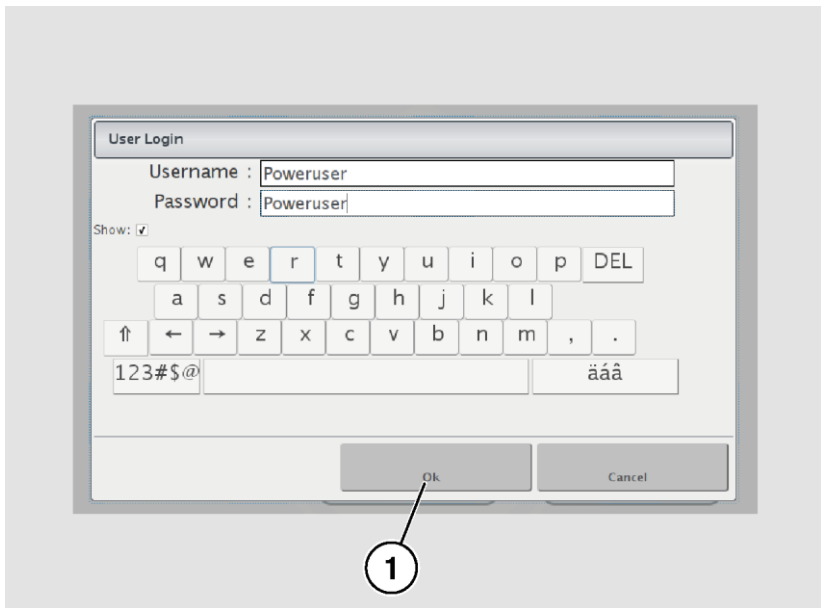 User Login
Username : Poweruser
Password : Poweruser
Show: ✔
q w e r t y u i o p DEL
a s d f g h j k l
⇑ ← → z x c v b n m , .
123#$@ äáâ
Ok Cancel
1